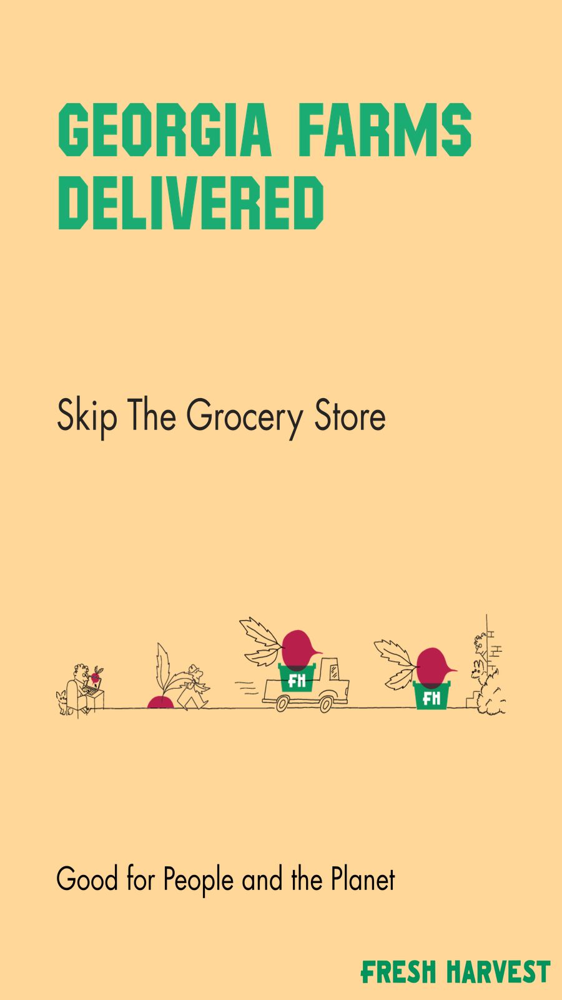 GEORGIA FARMS
DELIVERED
Skip The Grocery Store
FH
FH
Good for People and the Planet
FRESH HARVEST